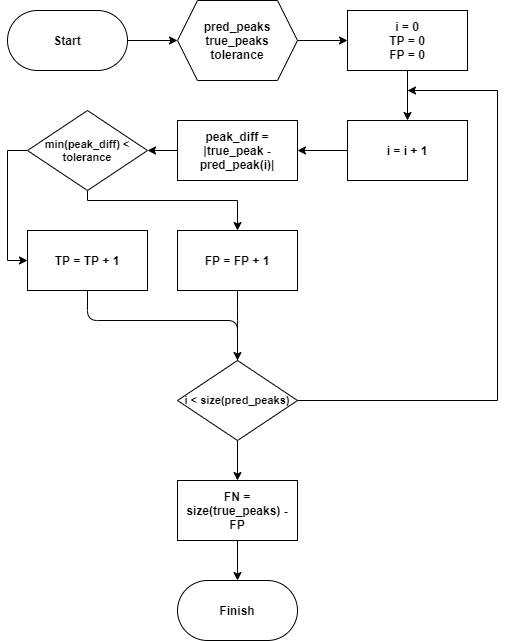 Start
pred_peaks
true_peaks
tolerance
i = 0
TP = 0
FP = 0
min(peak_diff) <
tolerance
peak_diff =
|true_peak -
pred_peak(i)|
i = i + 1
TP = TP + 1
FP = FP + 1
i < size(pred_peaks)
FN =
size(true_peaks) -
FP
Finish